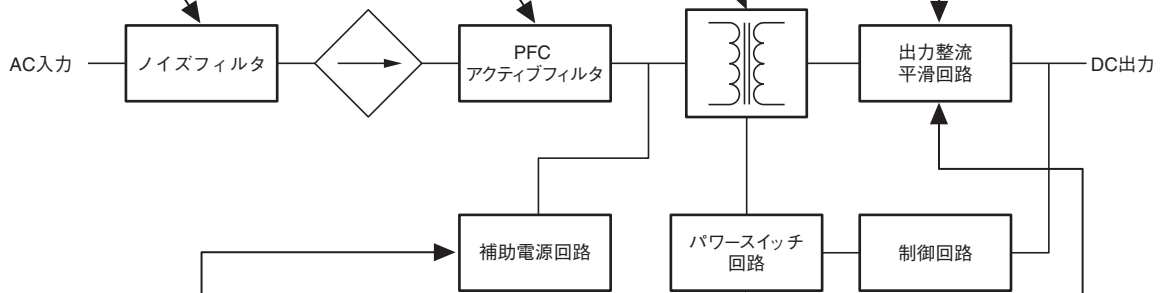 AC入力
ノイズフィルタ
PFC
アクティブフィルタ
出力整流
平滑回路
DC出力
補助電源回路
パワースイッチ
回路
制御回路